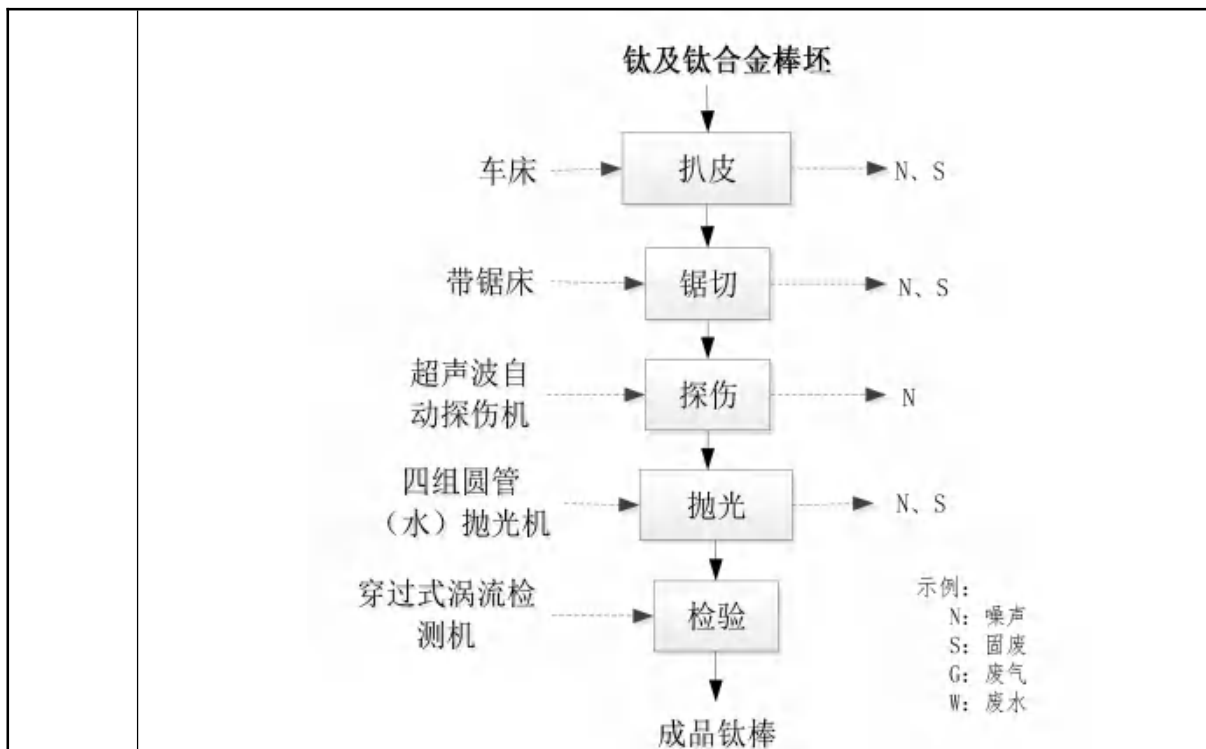 钛及钛合金棒坯
车床
扒皮
N、S
带锯床
锯切
N、S
超声波自
动探伤机
探伤
N
四组圆管
（水）抛光机
抛光
N、S
穿过式涡流检
测机
检验
示例：
N：噪声
S：固废
G：废气
W：废水
成品钛棒